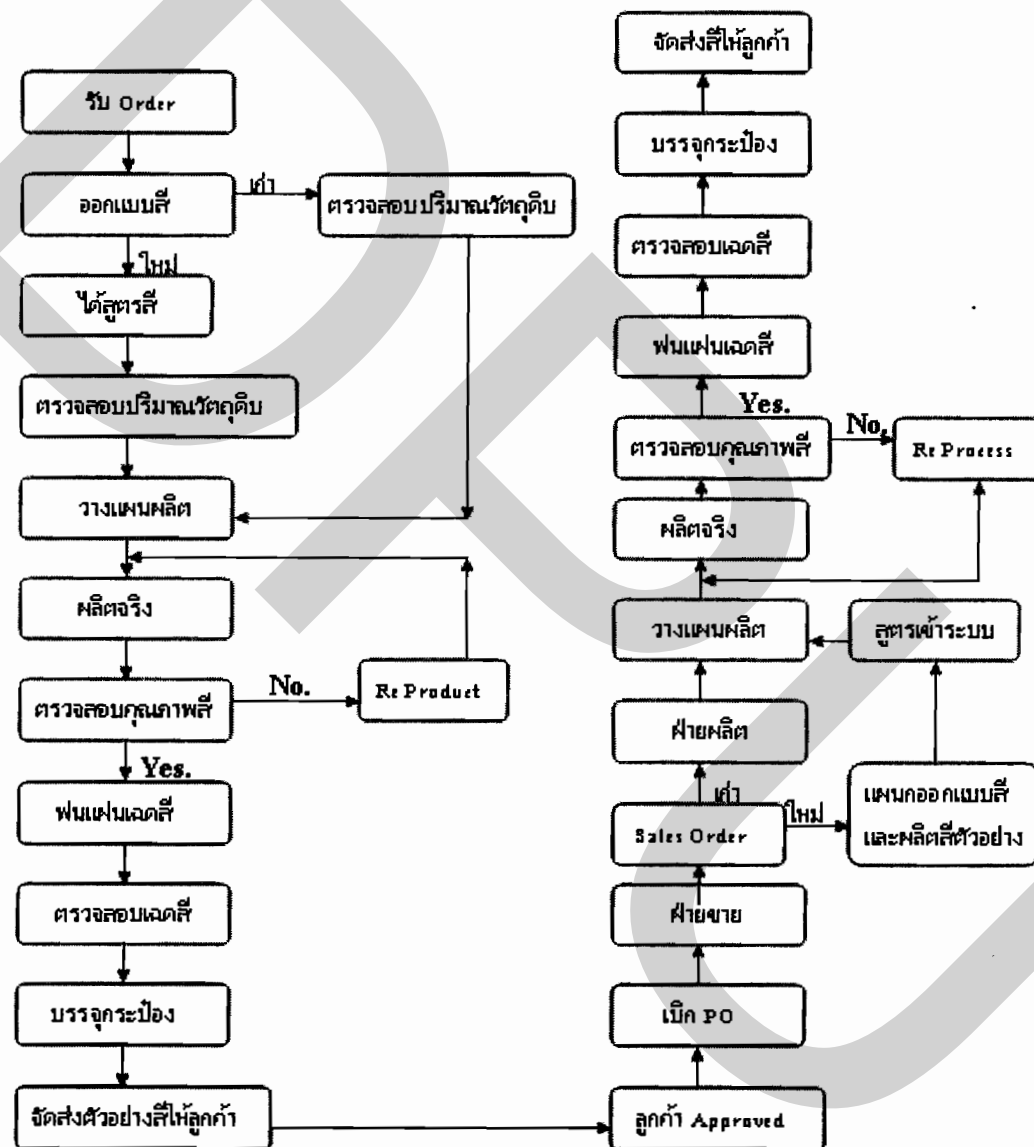 รับ Order
ออกแบบสี
เก่า
ตรวจสอบปริมาณวัตถุดิบ
ใหม่
ได้สูตรสี
ตรวจสอบปริมาณวัตถุดิบ
วางแผนผลิต
ผลิตจริง
ตรวจสอบคุณภาพสี
No.
Re Product
Yes.
พ่นแผ่นเฉดสี
ตรวจสอบเฉดสี
บรรจุกระป๋อง
จัดส่งตัวอย่างสีให้ลูกค้า
ลูกค้า Approved
เบิก PO
ฝ่ายขาย
Sales Order
เก่า
ใหม่
แผนกออกแบบสี
และผลิตสีตัวอย่าง
สูตรเข้าระบบ
ฝ่ายผลิต
วางแผนผลิต
ผลิตจริง
ตรวจสอบคุณภาพสี
No.
Re Process
Yes.
พ่นแผ่นเฉดสี
ตรวจสอบเฉดสี
บรรจุกระป๋อง
จัดส่งสีให้ลูกค้า